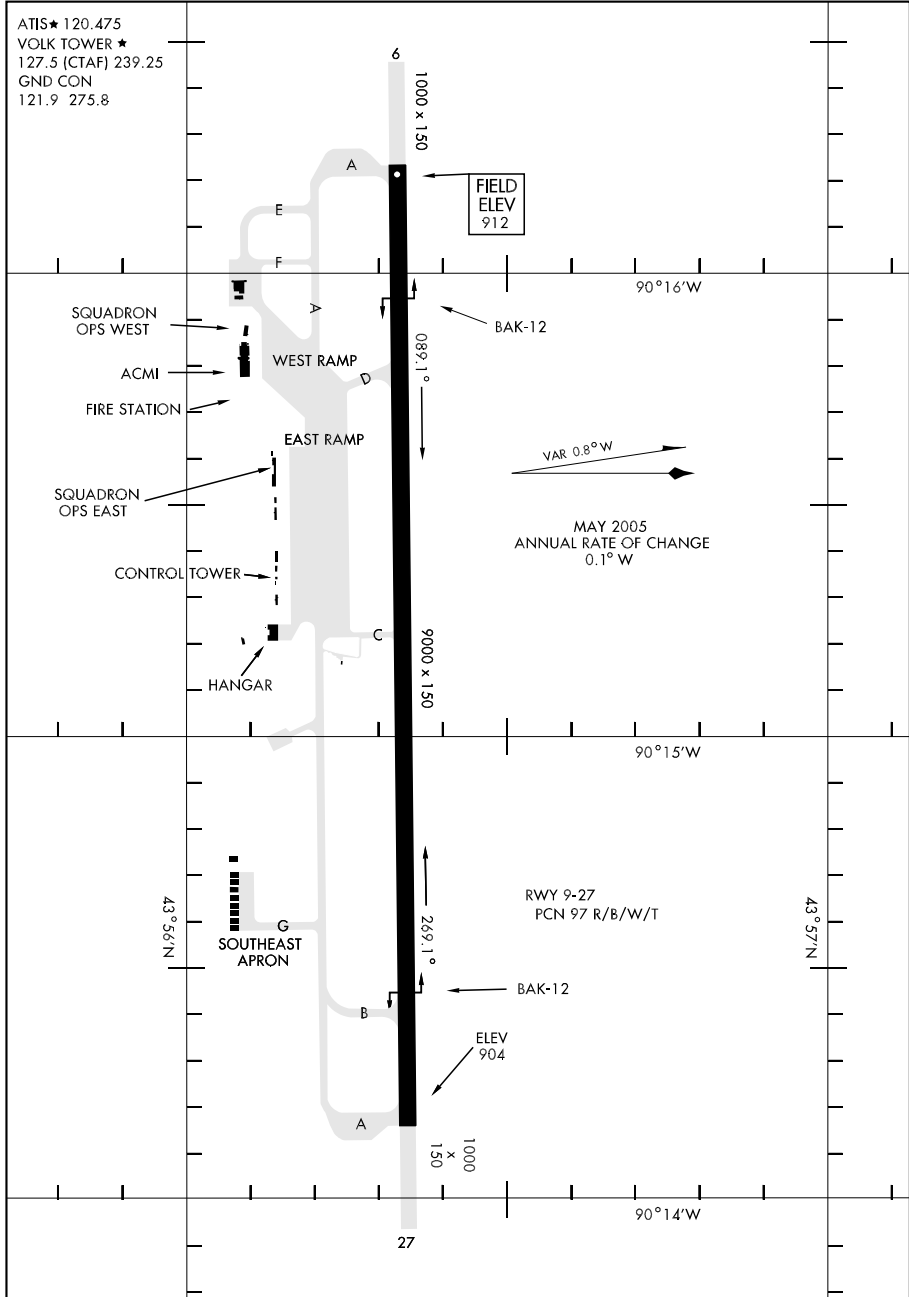 ATIS★ 120.475
VOLK TOWER ★
127.5 (CTAF) 239.25
GND CON
121.9 275.8
6
1000 x 150
A
FIELD
ELEV
912
E
F
90°16'W
A
SQUADRON
OPS WEST
BAK-12
WEST RAMP
089.1°
ACMI
D
FIRE STATION
EAST RAMP
VAR 0.8° W
SQUADRON
OPS EAST
MAY 2005
ANNUAL RATE OF CHANGE
0.1° W
CONTROL TOWER
C
9000 x 150
HANGAR
90°15'W
RWY 9-27
PCN 97 R/B/W/T
43°56'N
43°57'N
G
269.1°
SOUTHEAST
APRON
BAK-12
B
ELEV
904
A
1000
x
150
90°14'W
27